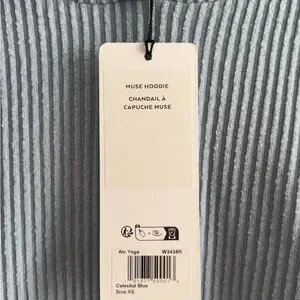 MUSE HOODIE
CHANDAIL À
CAPUCHE MUSE
Alo Yoga W3438R
Celestial Blue
Size: XS